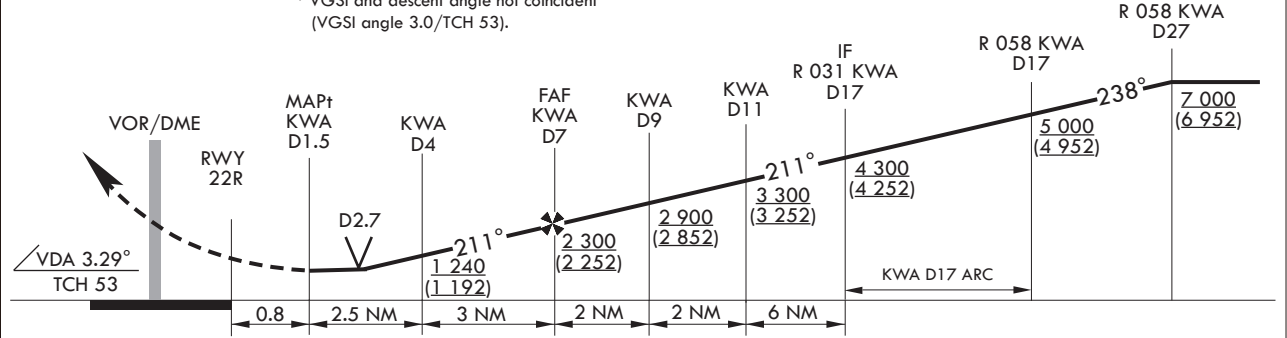 * VGSI and descent angle not coincident
(VGSI angle 3.0/TCH 53).
R 058 KWA
D27
R 058 KWA
D17
IF
R 031 KWA
D17
KWA
D11
KWA
D9
FAF
KWA
D7
KWA
D4
MAPt
KWA
D1.5
VOR/DME
RWY
22R
D2.7
238°
7 000
(6 952)
5 000
(4 952)
211°
4 300
(4 252)
3 300
(3 252)
2 900
(2 852)
211°
2 300
(2 252)
1 240
(1 192)
VDA 3.29°
TCH 53
KWA D17 ARC
0.8
2.5 NM
3 NM
2 NM
2 NM
6 NM